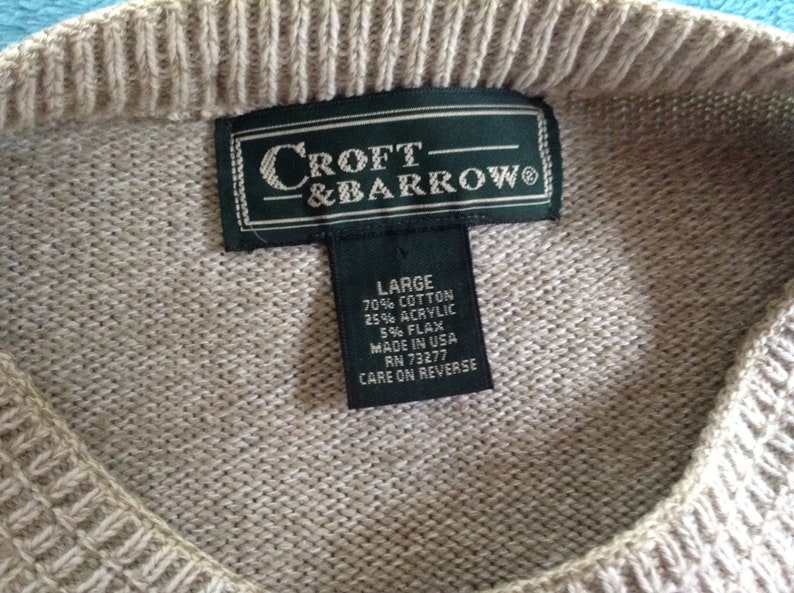 CROFT
&BARROW®
LARGE
70% COTTON
25% ACRYLIC
5% FLAX
MADE IN USA
RN 73277
CARE ON REVERSE